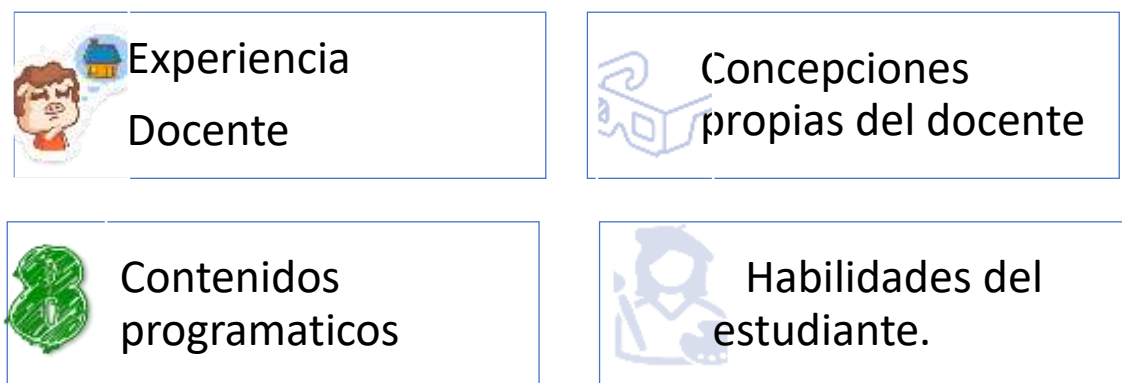 Experiencia
Docente
Concepciones
propias del docente
Contenidos
programaticos
Habilidades del
estudiante.